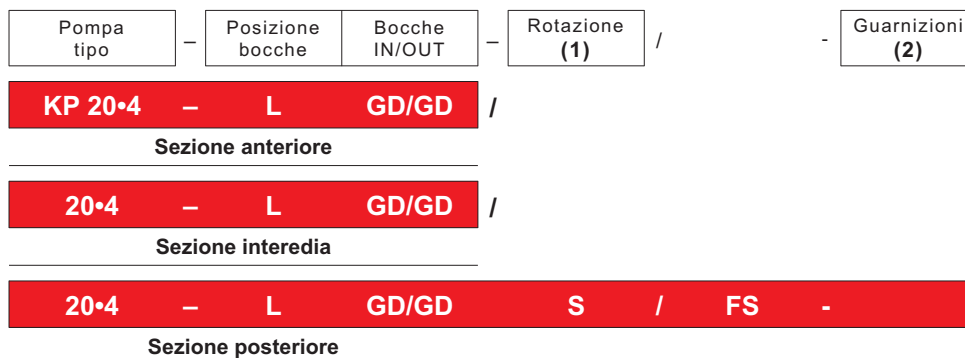 Pompa tipo – Posizione bocche Bocche IN/OUT – Rotazione (1) / - Guarnizioni (2)
KP 20•4 – L GD/GD /
Sezione anteriore
20•4 – L GD/GD /
Sezione interedia
20•4 – L GD/GD S / FS -
Sezione posteriore